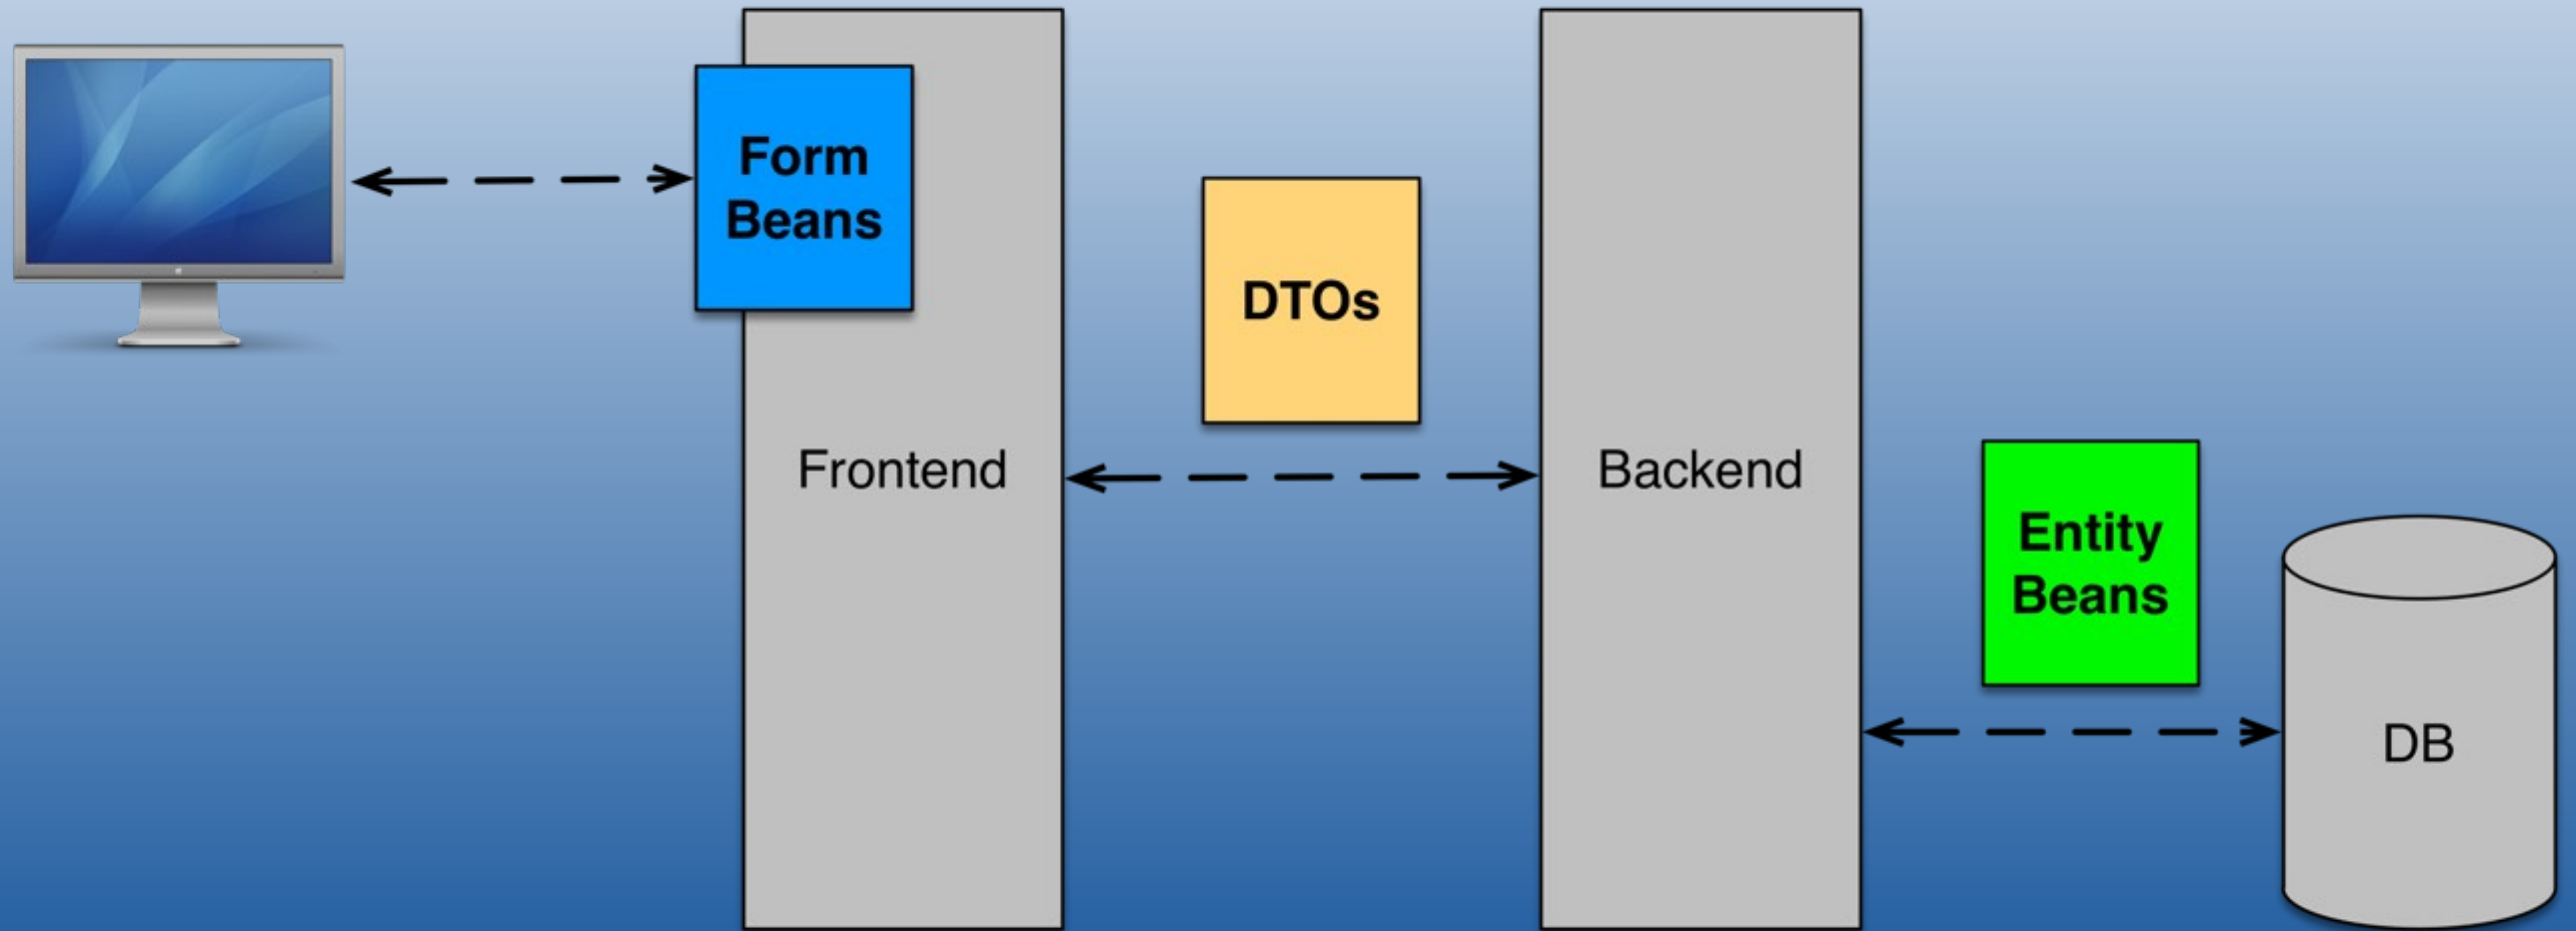 Form
Beans
DTOs
Frontend
Backend
Entity
Beans
DB